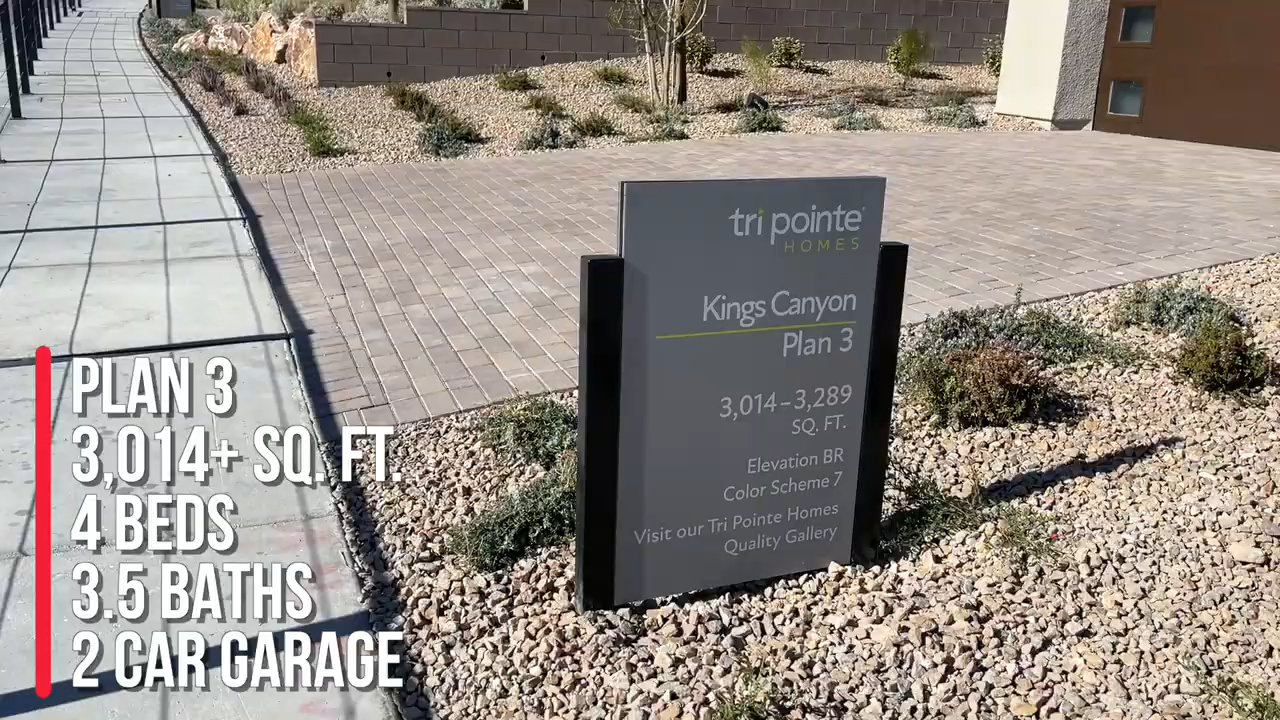 tri pointe
HOMES
Kings Canyon
Plan 3
3,014–3,289
SQ. FT.
Elevation BR
Color Scheme 7
Visit our Tri Pointe Homes
Quality Gallery
PLAN 3
3,014+ SQ. FT.
4 BEDS
3.5 BATHS
2 CAR GARAGE